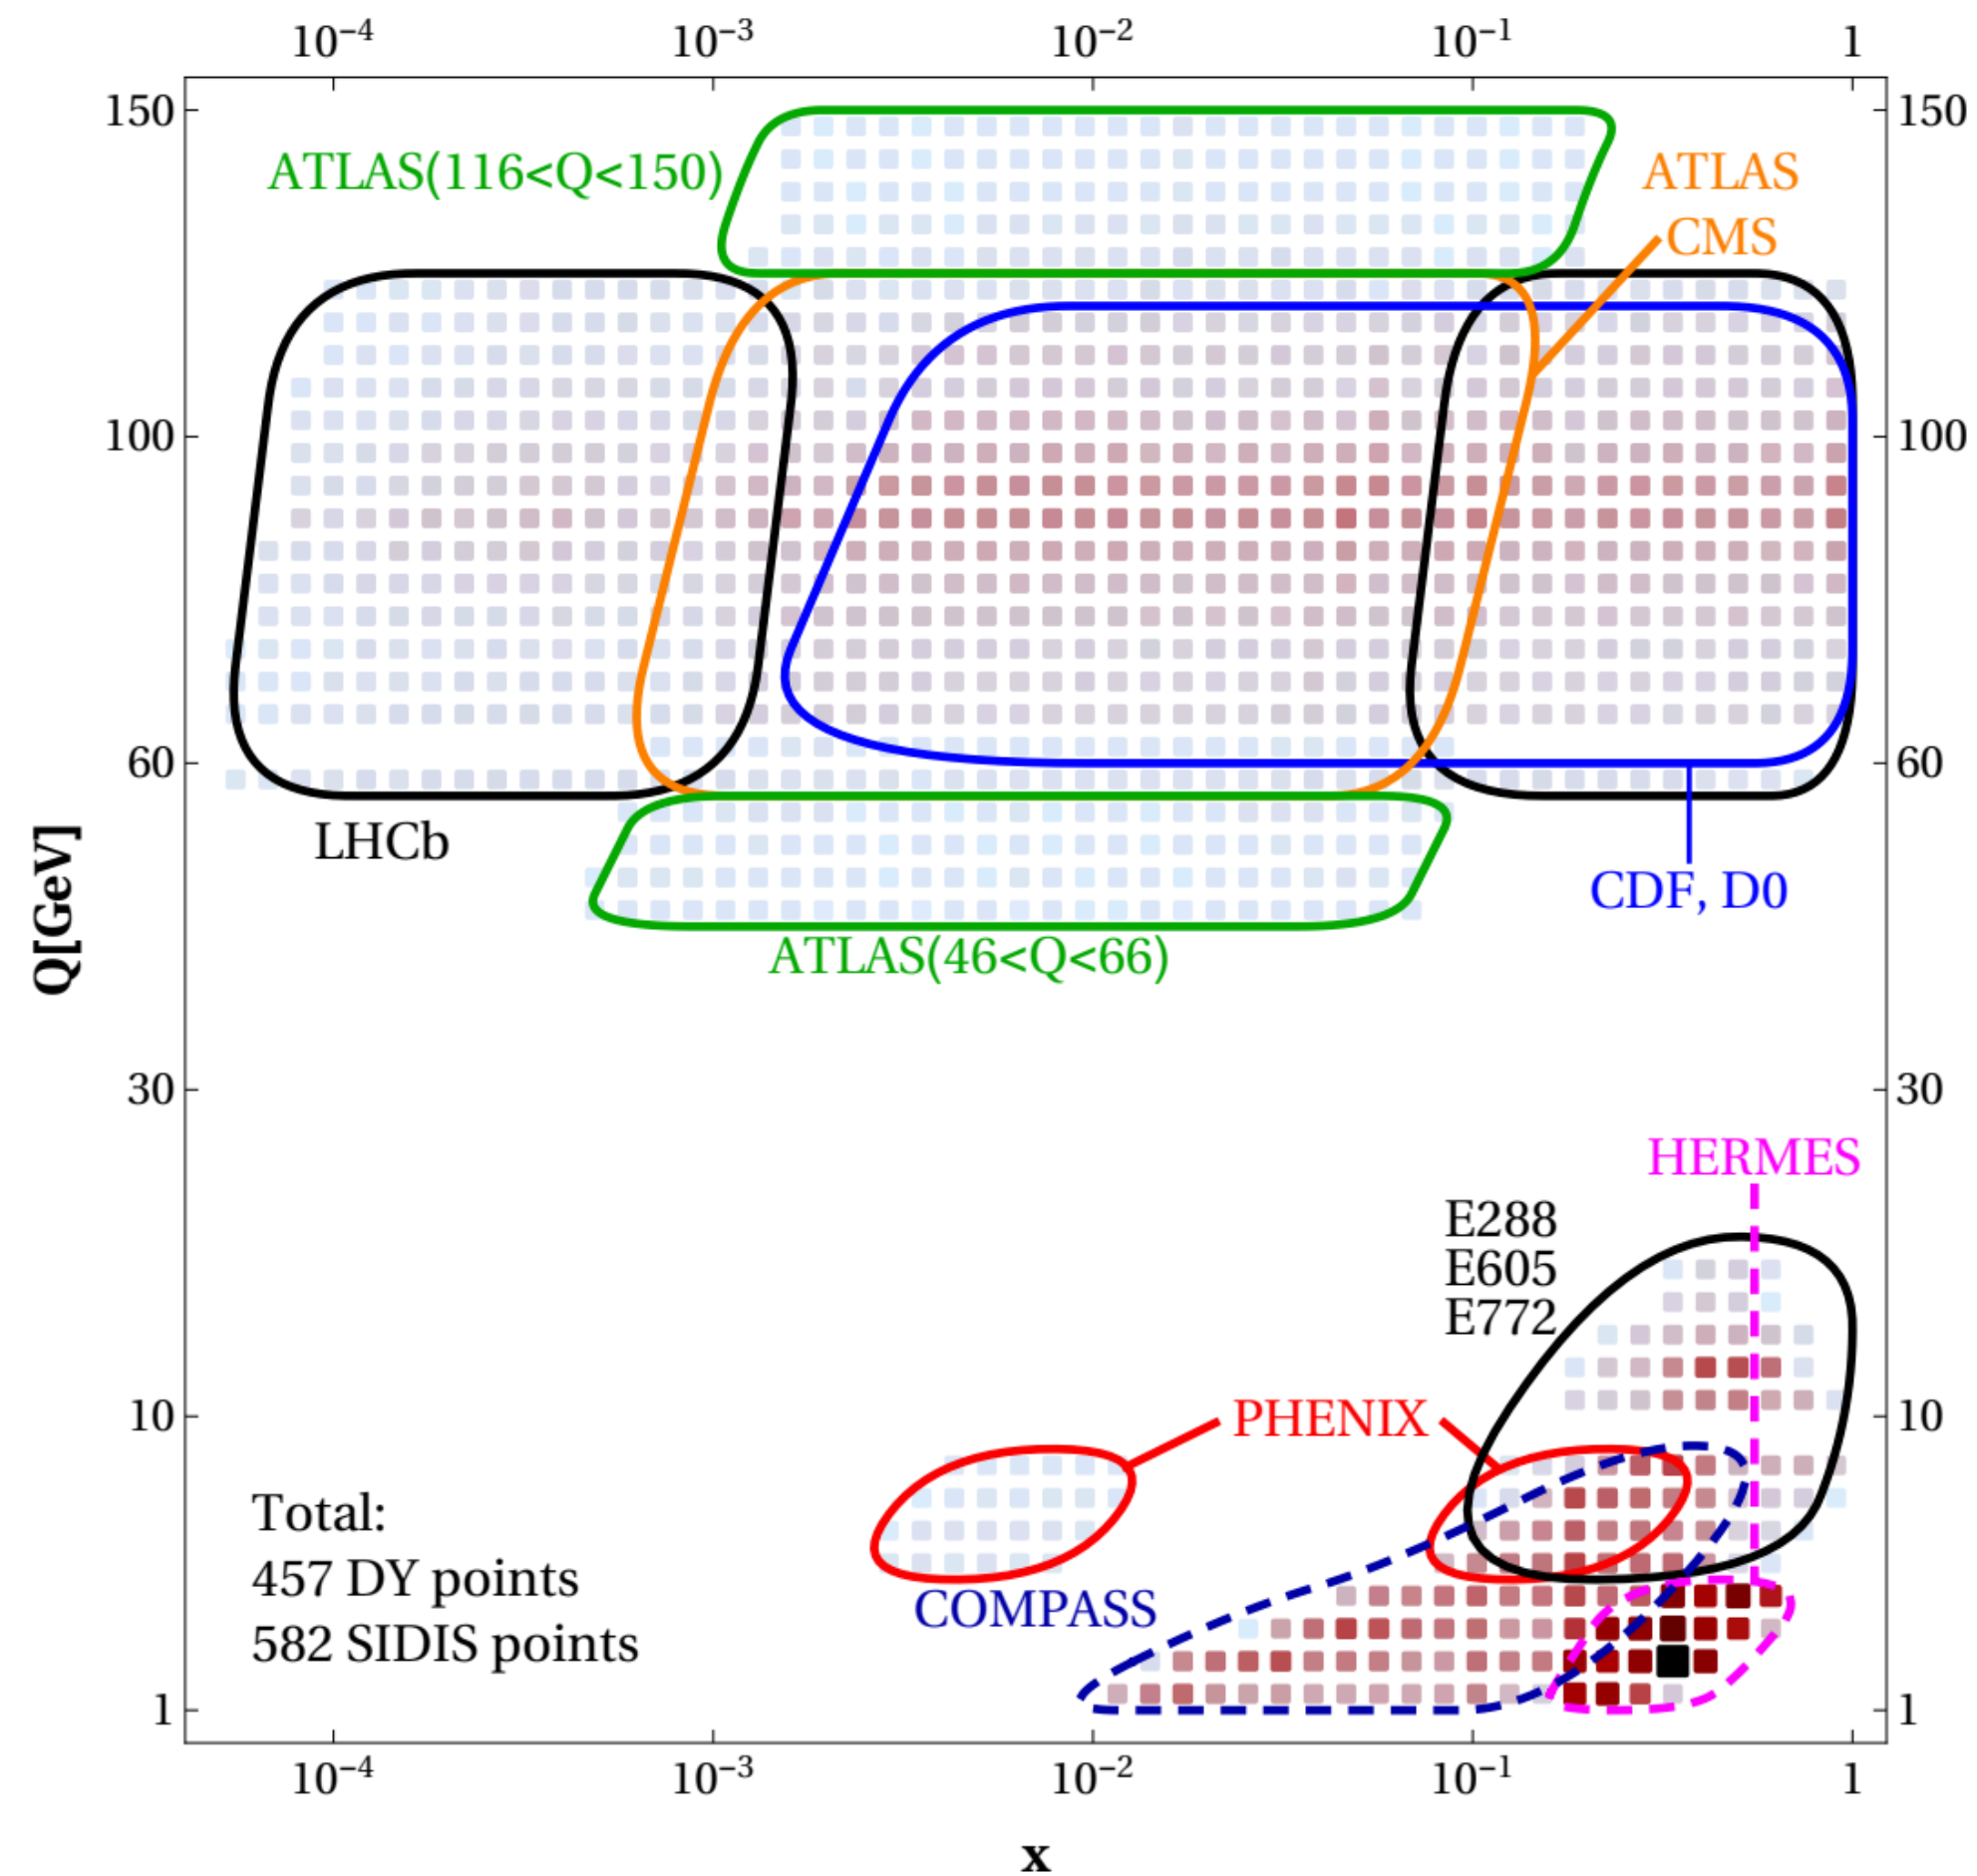 10⁻⁴ 10⁻³ 10⁻² 10⁻¹ 1
150 150
ATLAS(116<Q<150)
ATLAS
CMS
100 100
60 60
LHCb
CDF, D0
ATLAS(46<Q<66)
Q[GeV]
30 30
HERMES
E288
E605
E772
10 10
PHENIX
Total:
457 DY points
582 SIDIS points
COMPASS
1 1
10⁻⁴ 10⁻³ 10⁻² 10⁻¹ 1
x